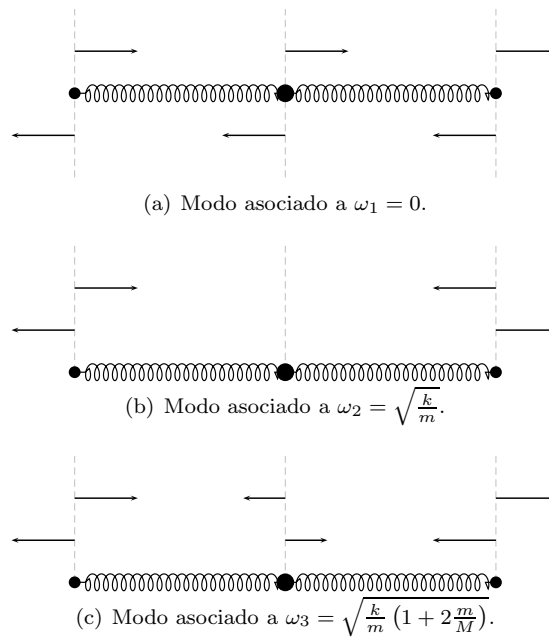 (a) Modo asociado a ω₁ = 0.
(b) Modo asociado a ω₂ = √(k/m).
(c) Modo asociado a ω₃ = √(k/m (1 + 2 m/M)).